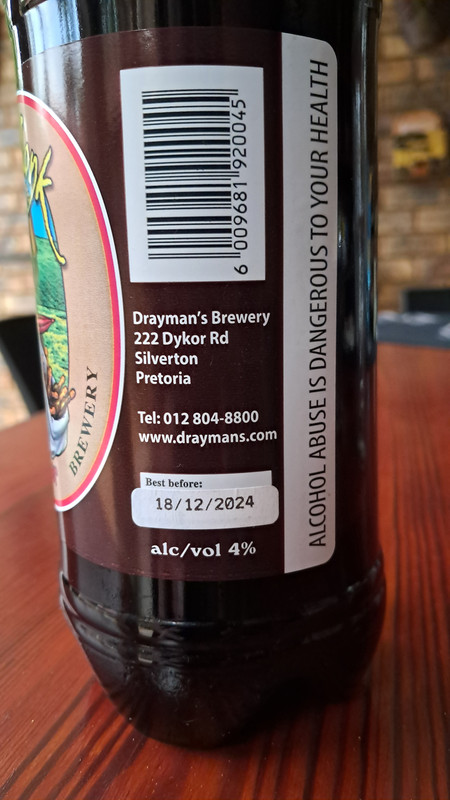 BREWERY
6 009681 920045
Drayman's Brewery
222 Dykor Rd
Silverton
Pretoria
Tel: 012 804-8800
www.draymans.com
Best before:
18/12/2024
alc/vol 4%
ALCOHOL ABUSE IS DANGEROUS TO YOUR HEALTH